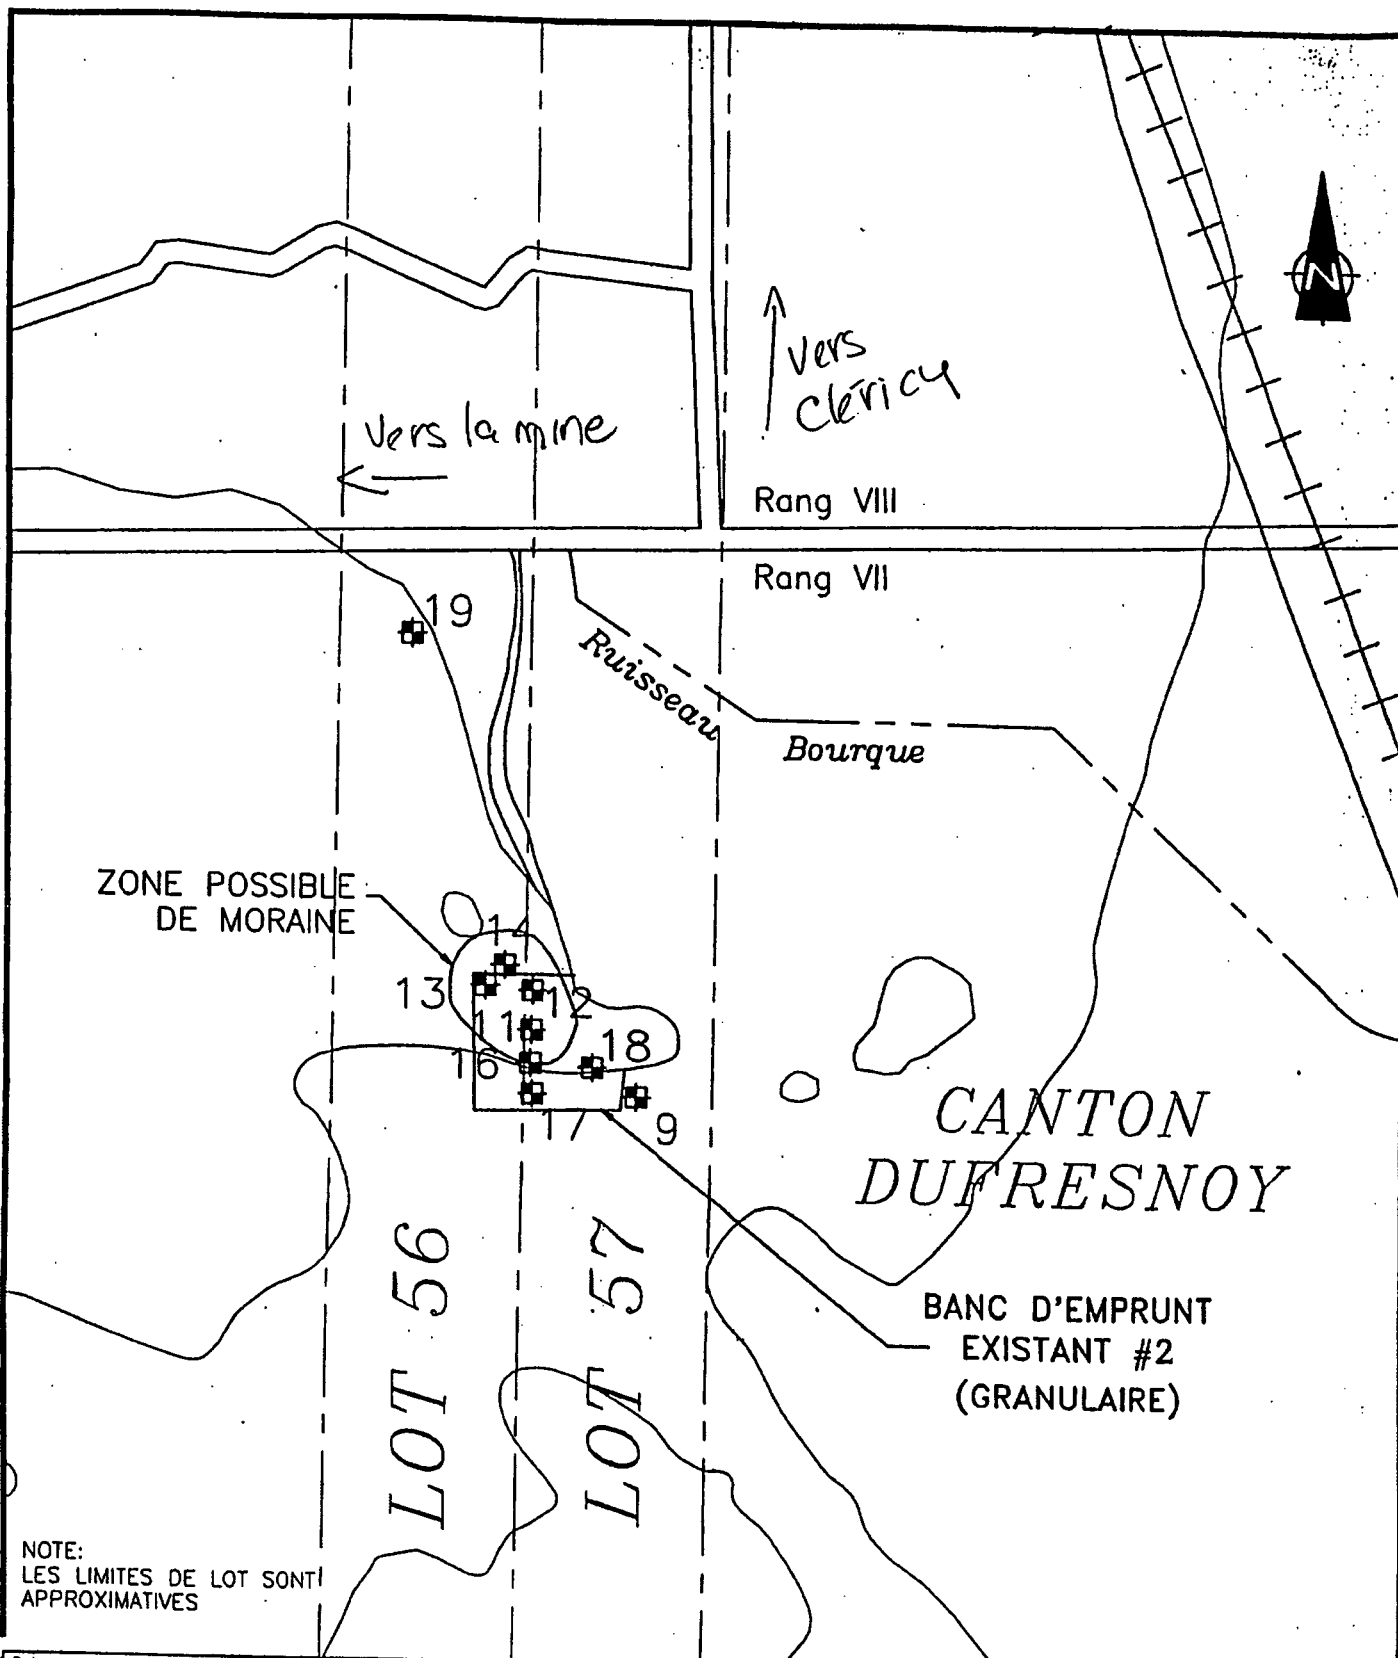 N
vers
Cléricy
vers la mine
Rang VIII
Rang VII
19
Ruisseau
Bourque
ZONE POSSIBLE
DE MORAINE
13
12
11
18
16
17
9
CANTON
DUFRESNOY
LOT 56
LOT 57
BANC D'EMPRUNT
EXISTANT #2
(GRANULAIRE)
NOTE:
LES LIMITES DE LOT SONT
APPROXIMATIVES